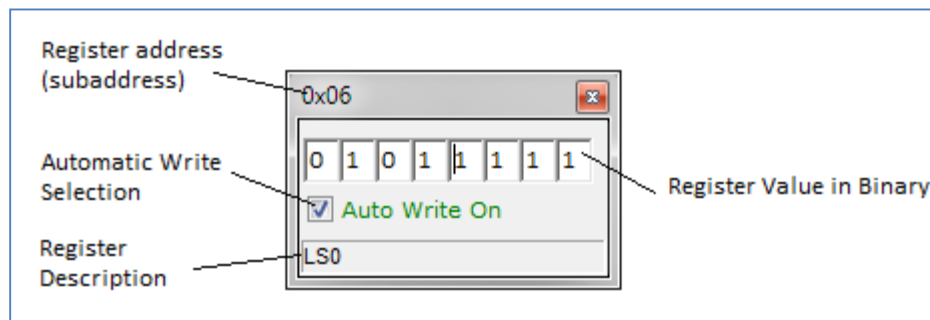 Register address
(subaddress)
0x06
0 1 0 1 1 1 1 1
Automatic Write
Selection
Register Value in Binary
Auto Write On
Register
Description
LS0